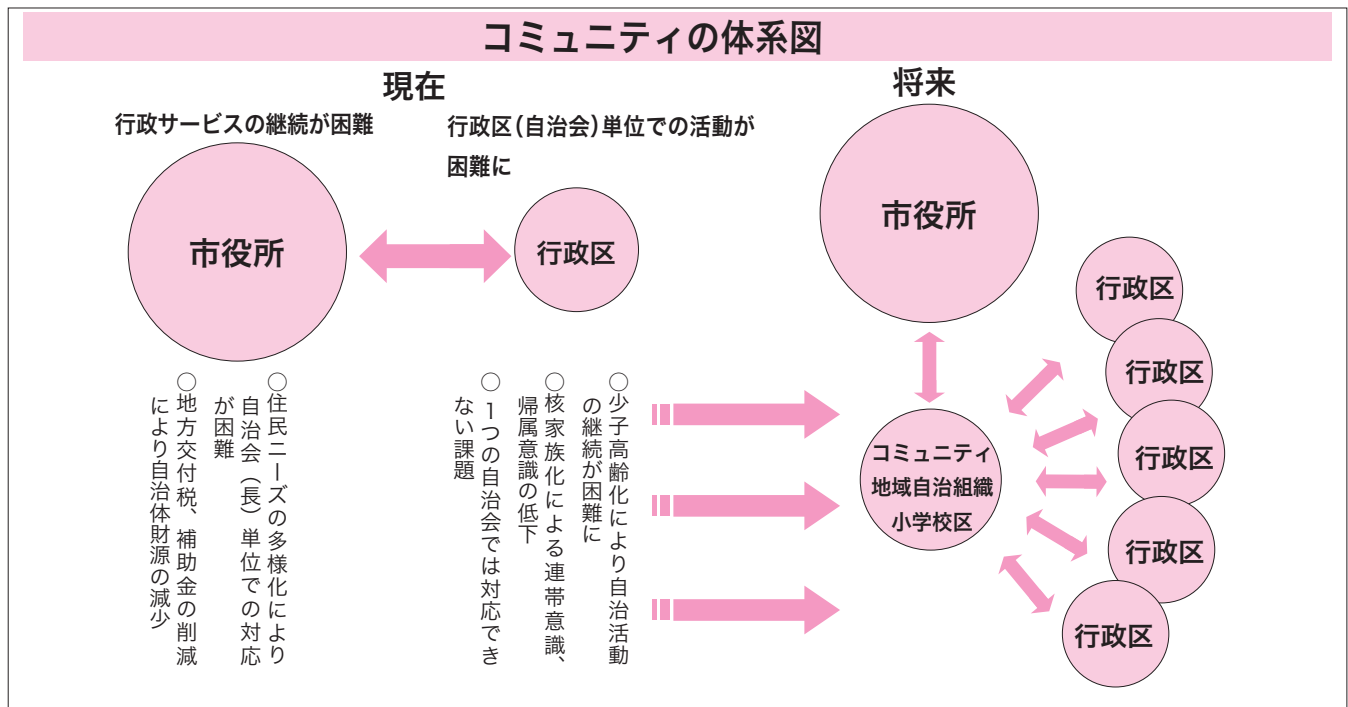 コミュニティの体系図
現在
行政サービスの継続が困難
行政区（自治会）単位での活動が
困難に
市役所
行政区
○住民ニーズの多様化により
自治会（長）単位での対応
が困難
○地方交付税、補助金の削減
により自治体財源の減少
○少子高齢化により自治活動
の継続が困難に
○核家族化による連帯意識、
帰属意識の低下
○１つの自治会では対応でき
ない課題
将来
市役所
コミュニティ
地域自治組織
小学校区
行政区
行政区
行政区
行政区
行政区